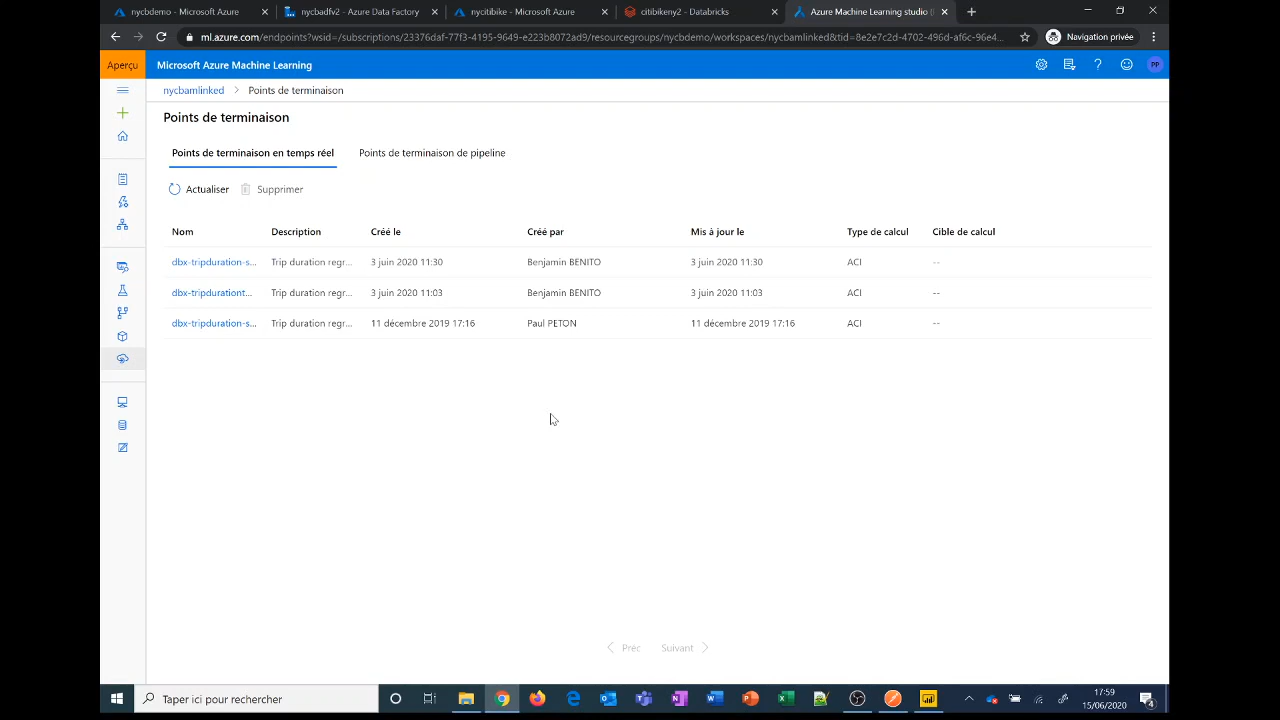 nycbdemo - Microsoft Azure
nycbadfv2 - Azure Data Factory
nycitibike - Microsoft Azure
citibikeny2 - Databricks
Azure Machine Learning studio (
ml.azure.com/endpoints?wsid=/subscriptions/23376daf-77f3-4195-9649-e223b8072ad9/resourcegroups/nycbdemo/workspaces/nycbamlinked&tid=8e2e7c2d-4702-496d-af6c-96e4...
Navigation privée
Aperçu
Microsoft Azure Machine Learning
PP
nycbamlinked > Points de terminaison
Points de terminaison
Points de terminaison en temps réel
Points de terminaison de pipeline
Actualiser
Supprimer
Nom Description Créé le Créé par Mis à jour le Type de calcul Cible de calcul
dbx-tripduration-s... Trip duration regr... 3 juin 2020 11:30 Benjamin BENITO 3 juin 2020 11:30 ACI --
dbx-tripdurationt... Trip duration regr... 3 juin 2020 11:03 Benjamin BENITO 3 juin 2020 11:03 ACI --
dbx-tripduration-s... Trip duration regr... 11 décembre 2019 17:16 Paul PETON 11 décembre 2019 17:16 ACI --
Préc Suivant
Taper ici pour rechercher
17:59
15/06/2020
4